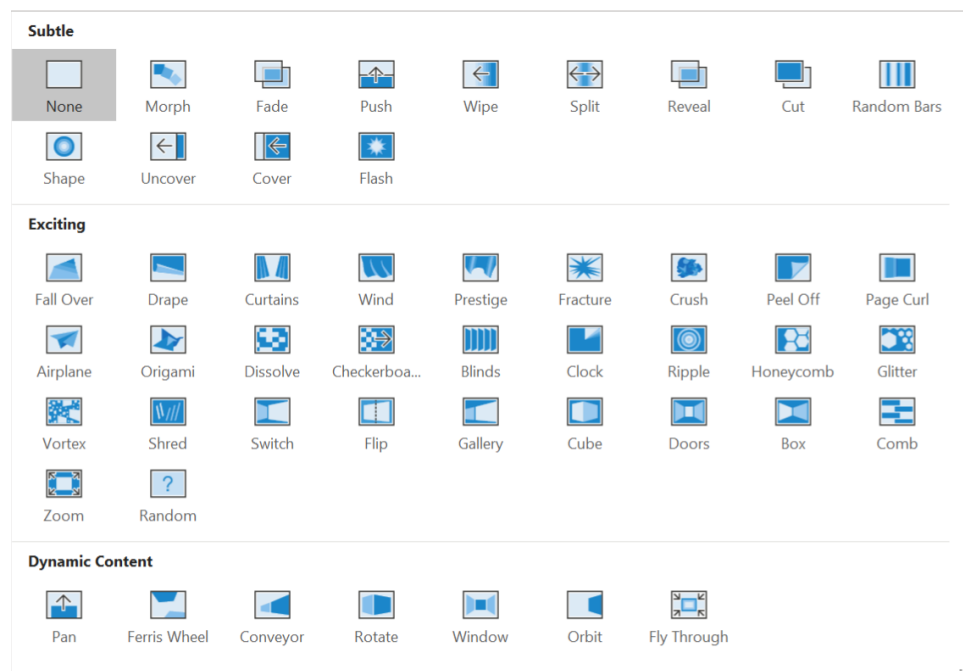 Subtle
None Morph Fade Push Wipe Split Reveal Cut Random Bars
Shape Uncover Cover Flash
Exciting
Fall Over Drape Curtains Wind Prestige Fracture Crush Peel Off Page Curl
Airplane Origami Dissolve Checkerboa... Blinds Clock Ripple Honeycomb Glitter
Vortex Shred Switch Flip Gallery Cube Doors Box Comb
?
Zoom Random
Dynamic Content
Pan Ferris Wheel Conveyor Rotate Window Orbit Fly Through